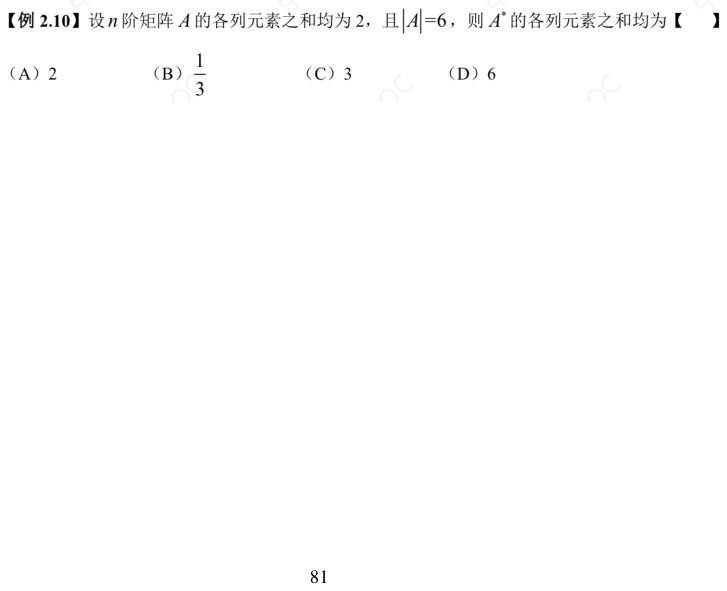 【例 2.10】设 n 阶矩阵 A 的各列元素之和均为 2，且|A|=6，则 A* 的各列元素之和均为【　】
（A）2　（B）1/3　（C）3　（D）6
81